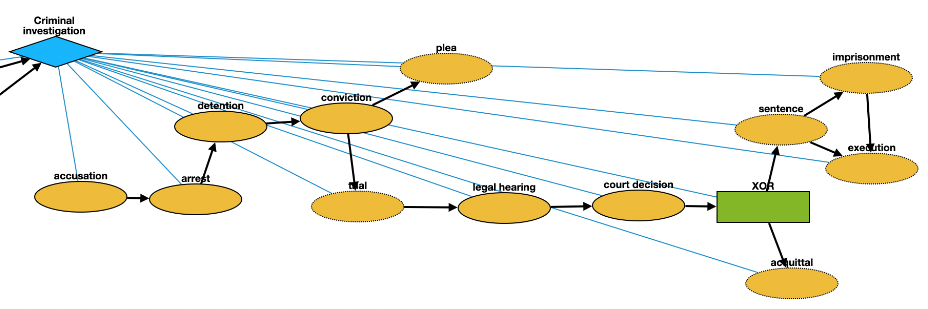 Criminal
investigation
plea
imprisonment
detention
conviction
sentence
execution
accusation
arrest
trial
legal hearing
court decision
XOR
acquittal